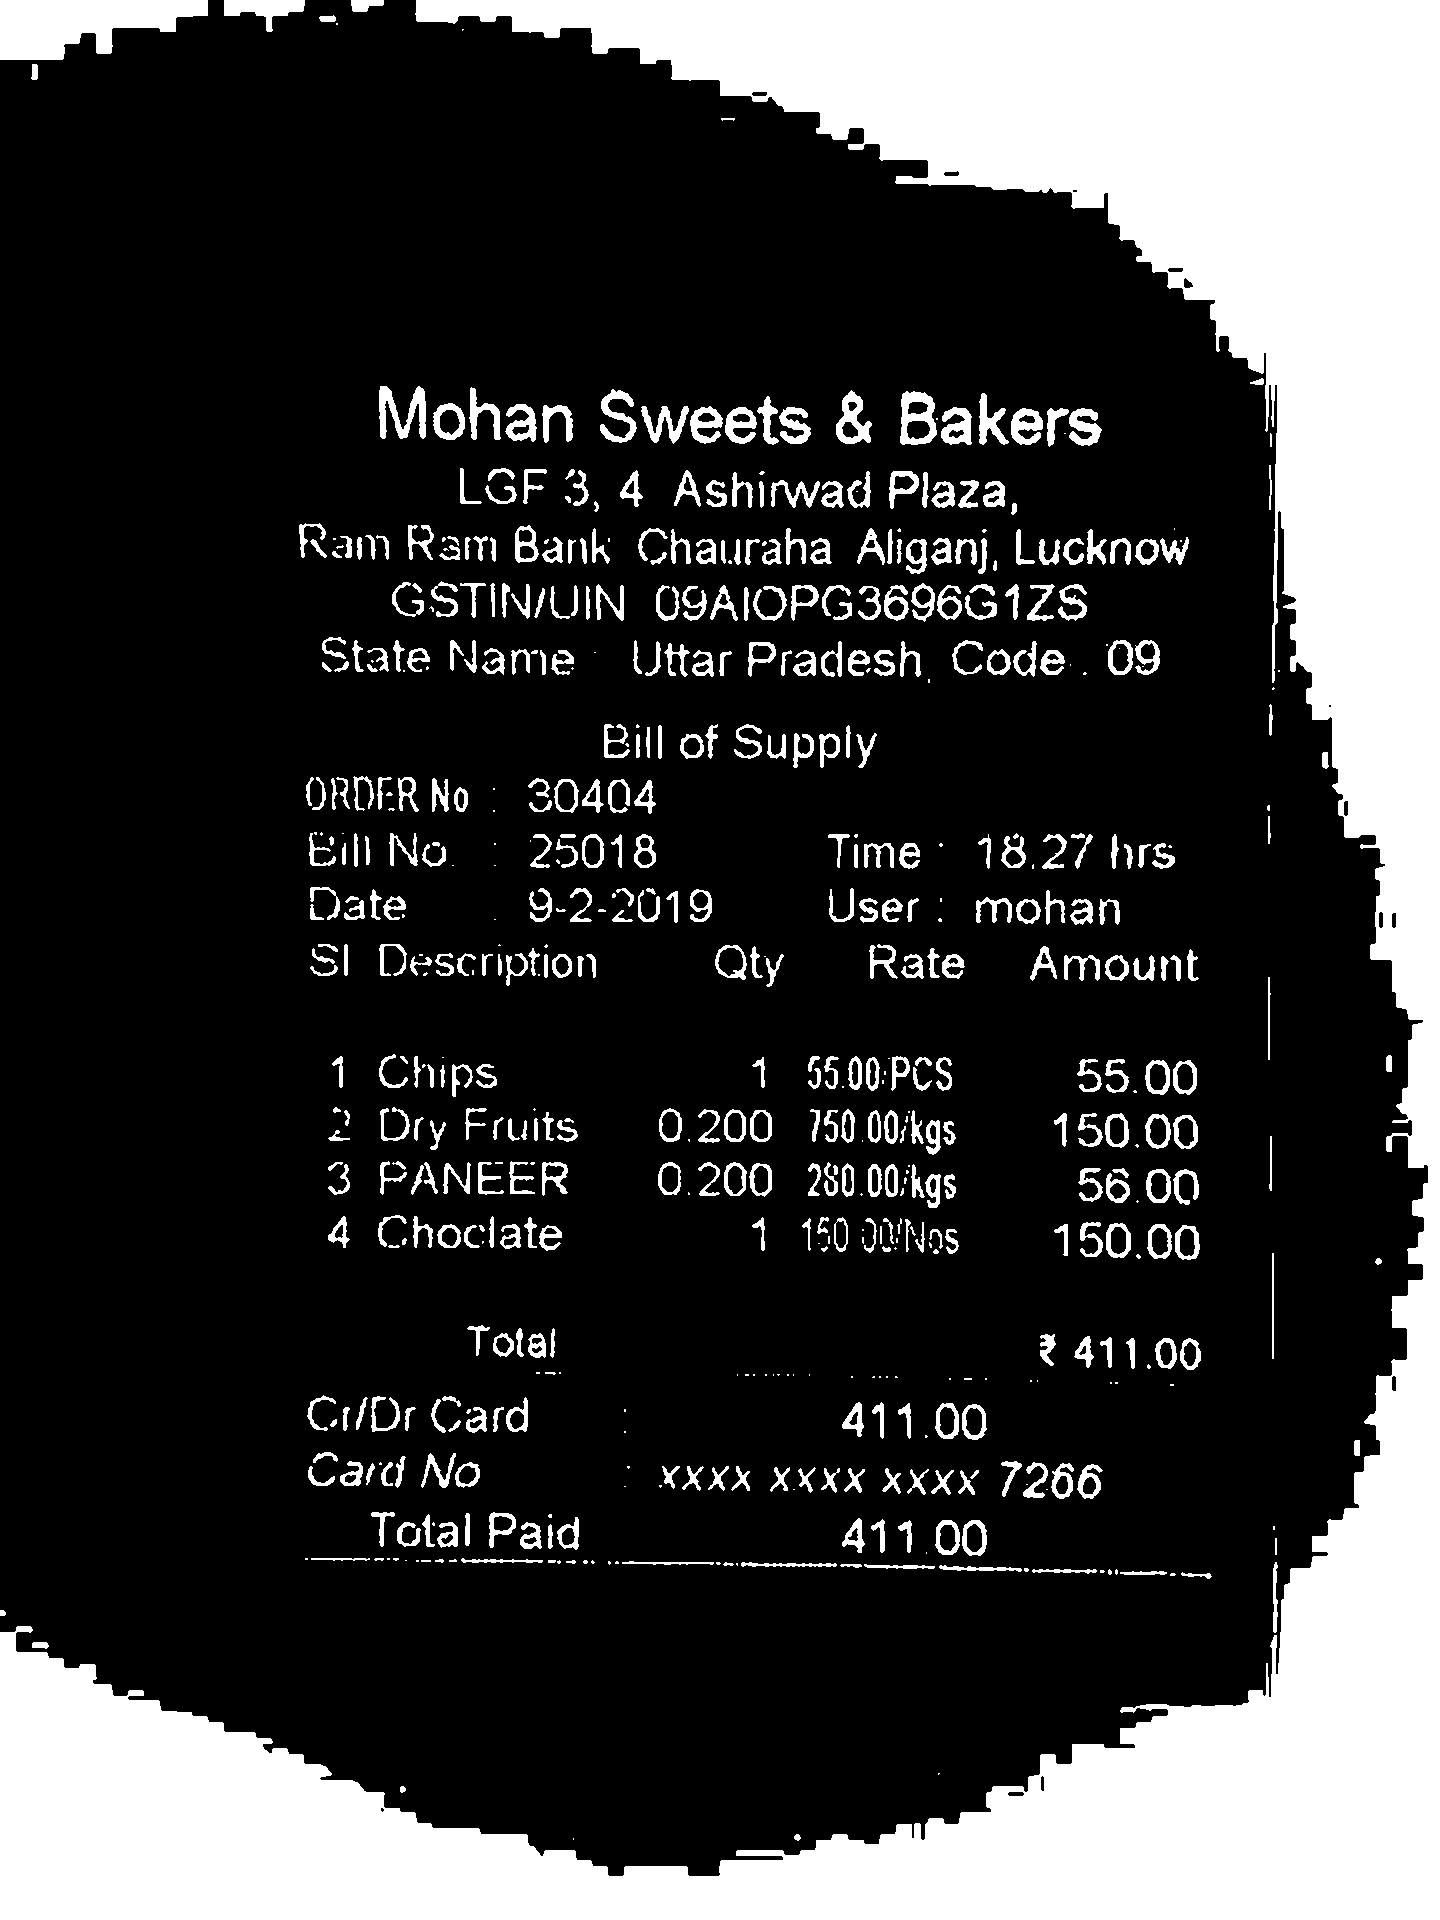 Mohan Sweets & Bakers
LGF 3, 4 Ashirwad Plaza,
Ram Ram Bank Chauraha Aliganj, Lucknow
GSTIN/UIN 09AIOPG3696G1ZS
State Name : Uttar Pradesh, Code : 09
Bill of Supply
ORDER No : 30404
Bill No. : 25018 Time : 18.27 hrs
Date : 9-2-2019 User : mohan
Sl Description Qty Rate Amount
1 Chips 1 55.00/PCS 55.00
2 Dry Fruits 0.200 750.00/kgs 150.00
3 PANEER 0.200 280.00/kgs 56.00
4 Choclate 1 150.00/Nos 150.00
Total ₹ 411.00
Cr/Dr Card : 411.00
Card No : xxxx xxxx xxxx 7266
Total Paid 411.00